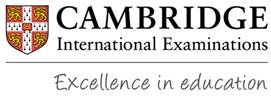 CAMBRIDGE
International Examinations
Excellence in education